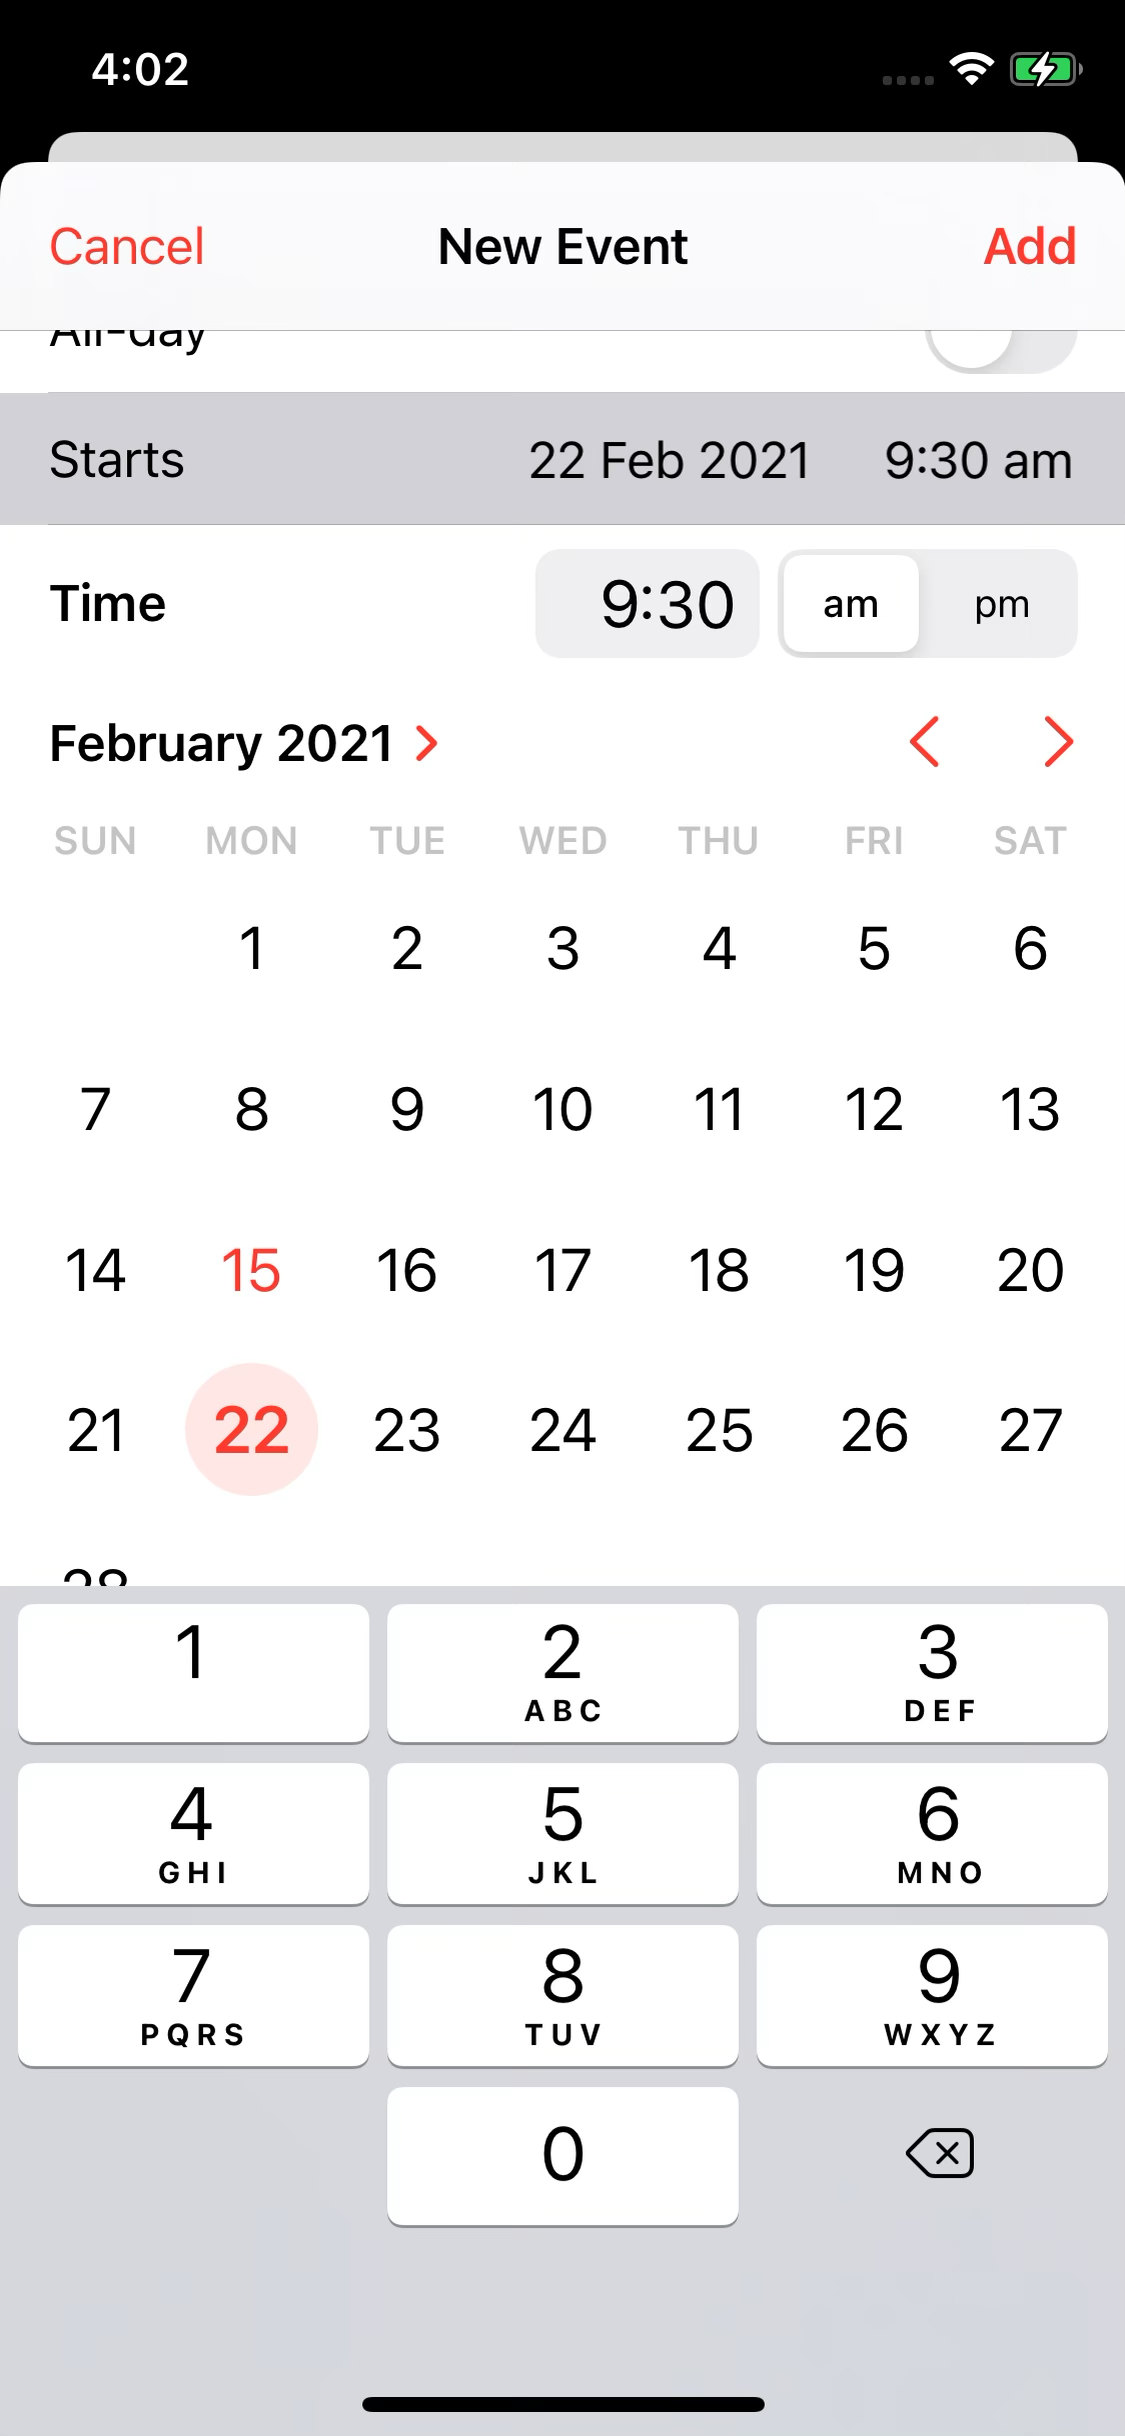 4:02
Cancel New Event Add
All-day
Starts 22 Feb 2021 9:30 am
Time 9:30 am pm
February 2021
SUN MON TUE WED THU FRI SAT
1 2 3 4 5 6
7 8 9 10 11 12 13
14 15 16 17 18 19 20
21 22 23 24 25 26 27
28
1 2 3
ABC DEF
4 5 6
GHI JKL MNO
7 8 9
PQRS TUV WXYZ
0